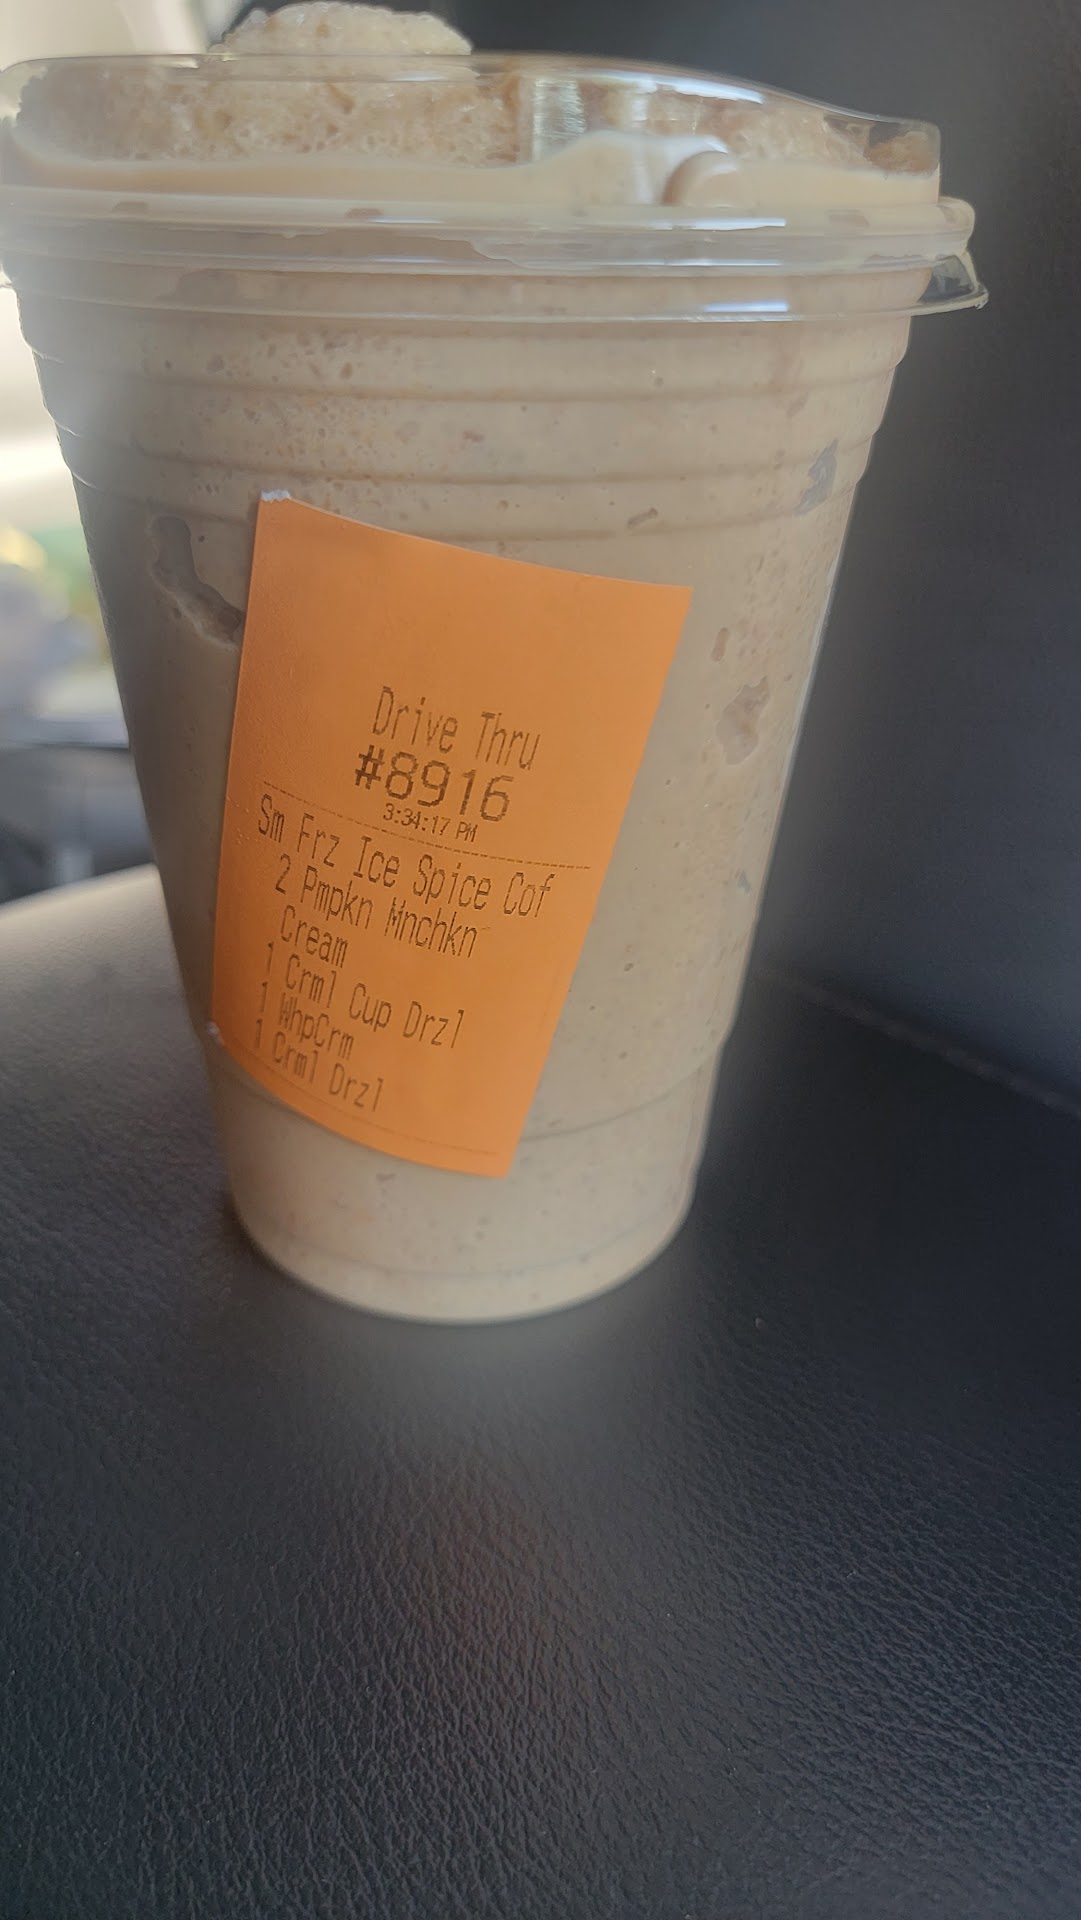 Drive Thru
#8916
3:34:17 PM
Sm Frz Ice Spice Cof
2 Pmpkn Mnchkn
Cream
1 Crml Cup Drzl
1 WhpCrm
1 Crml Drzl